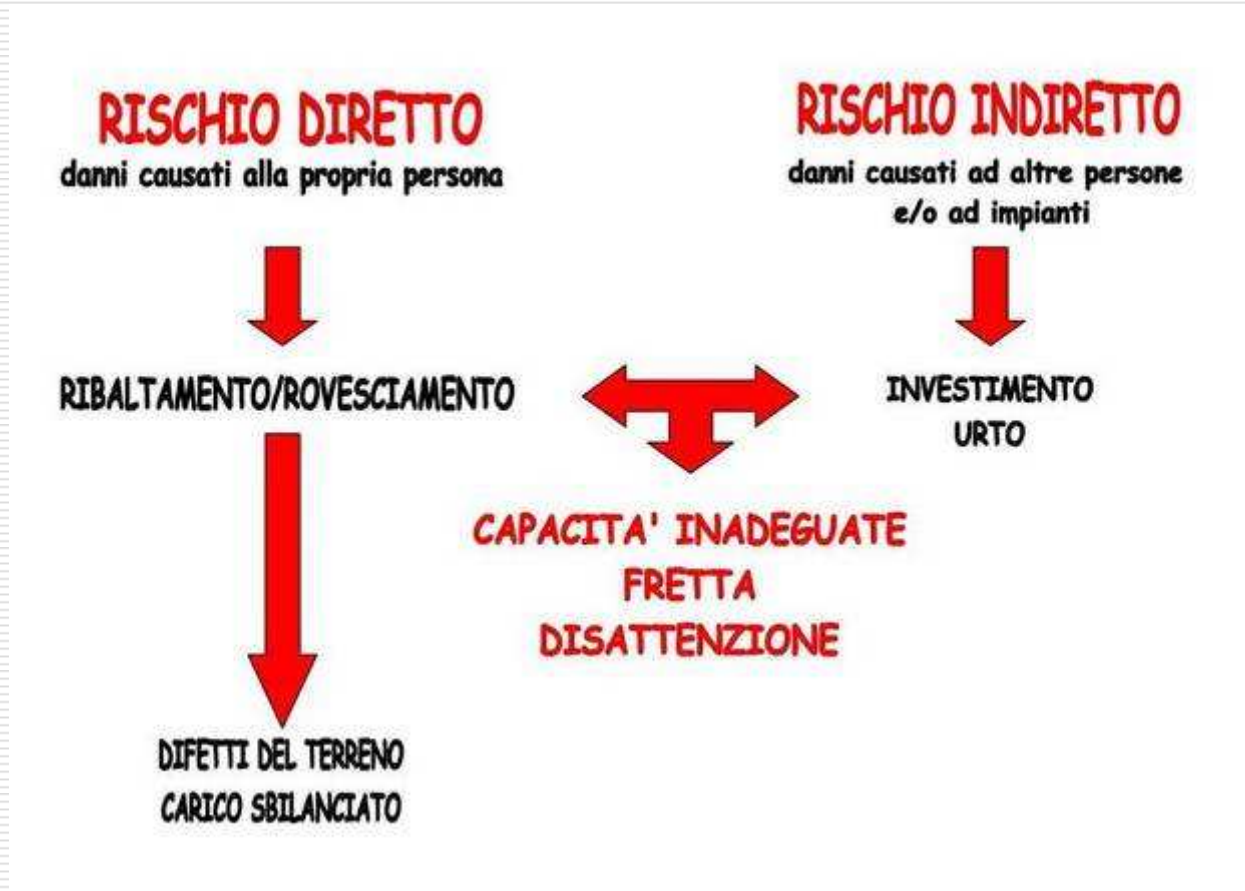 RISCHIO DIRETTO
danni causati alla propria persona
RISCHIO INDIRETTO
danni causati ad altre persone
e/o ad impianti
RIBALTAMENTO/ROVESCIAMENTO
INVESTIMENTO
URTO
CAPACITA' INADEGUATE
FRETTA
DISATTENZIONE
DIFETTI DEL TERRENO
CARICO SBILANCIATO